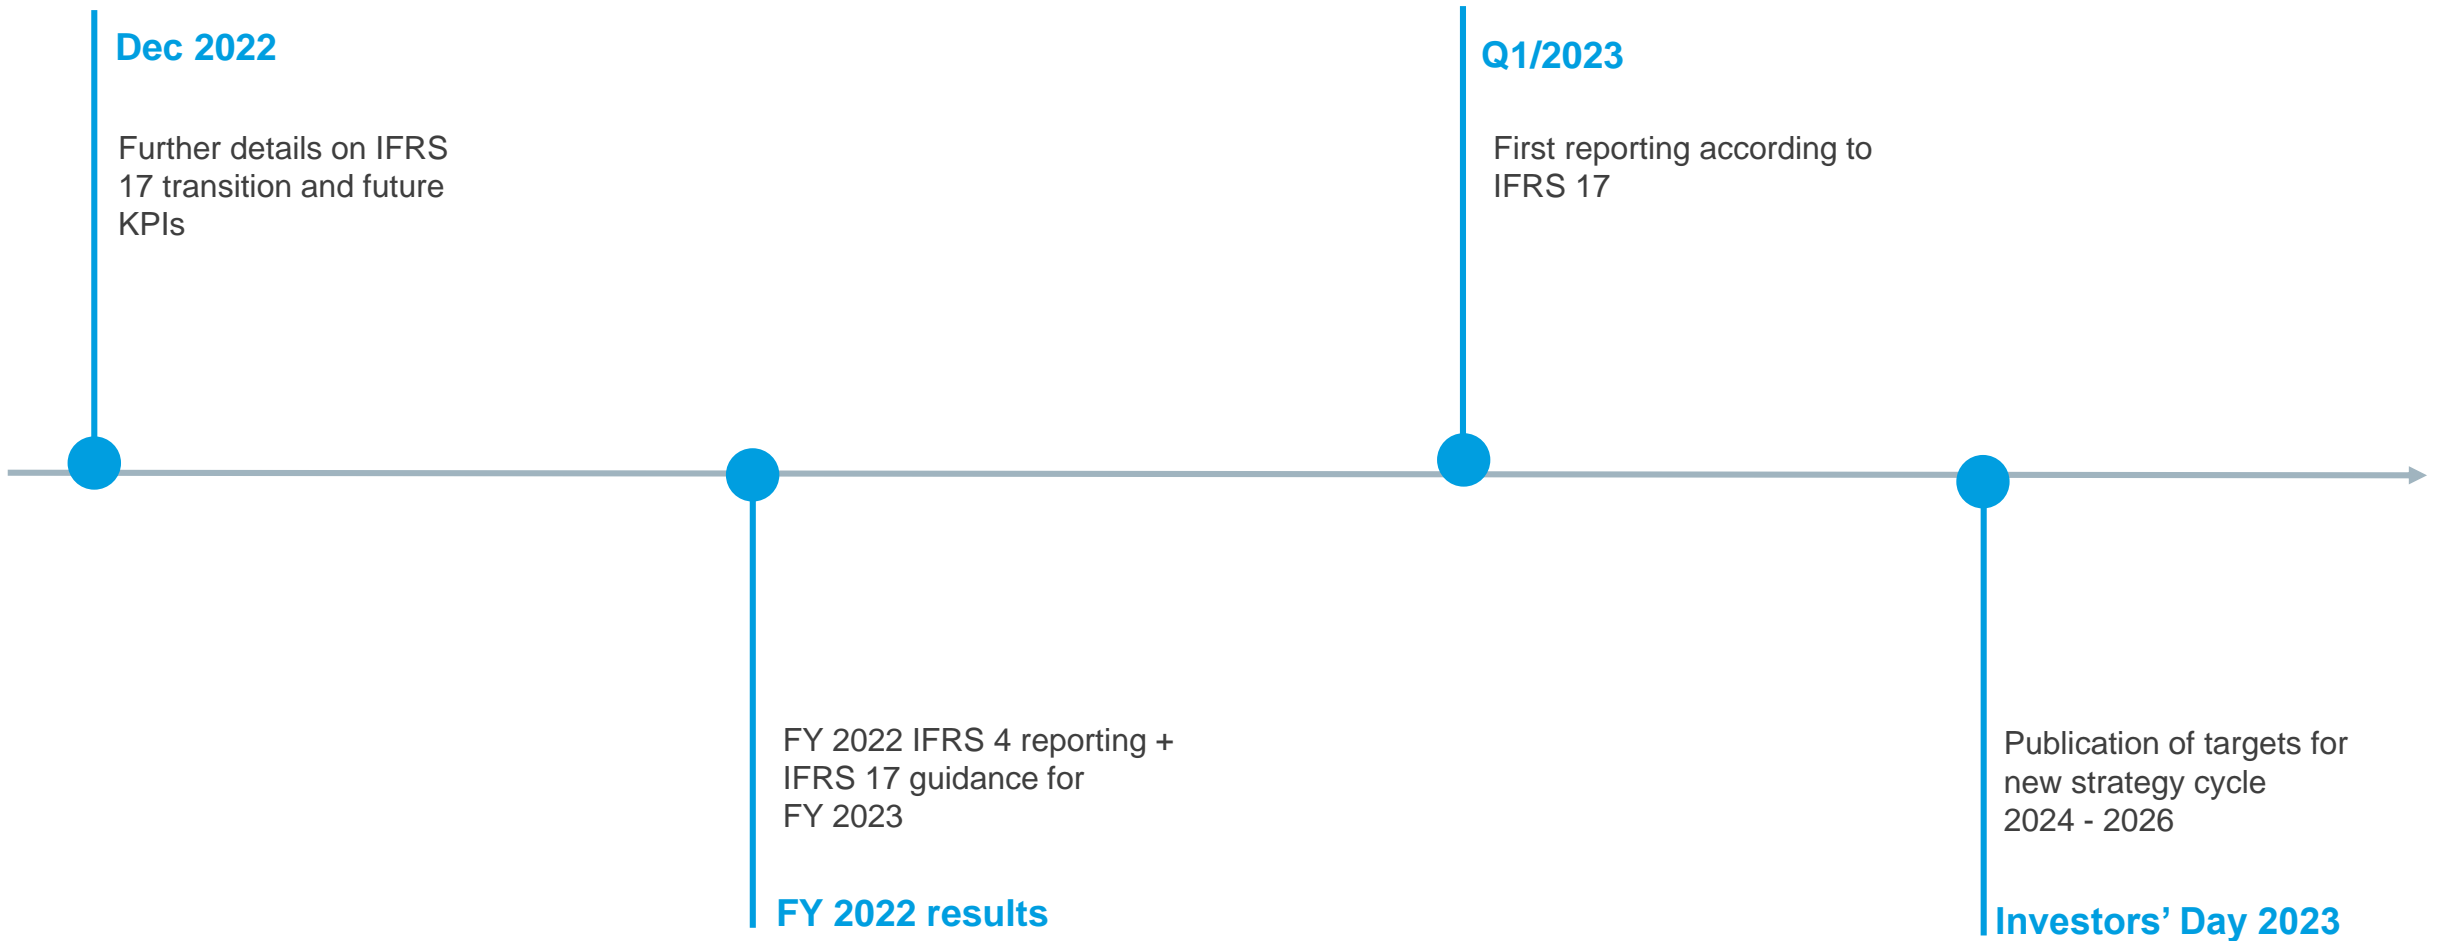 Dec 2022
Further details on IFRS
17 transition and future
KPIs
FY 2022 IFRS 4 reporting +
IFRS 17 guidance for
FY 2023
FY 2022 results
Q1/2023
First reporting according to
IFRS 17
Publication of targets for
new strategy cycle
2024 - 2026
Investors’ Day 2023